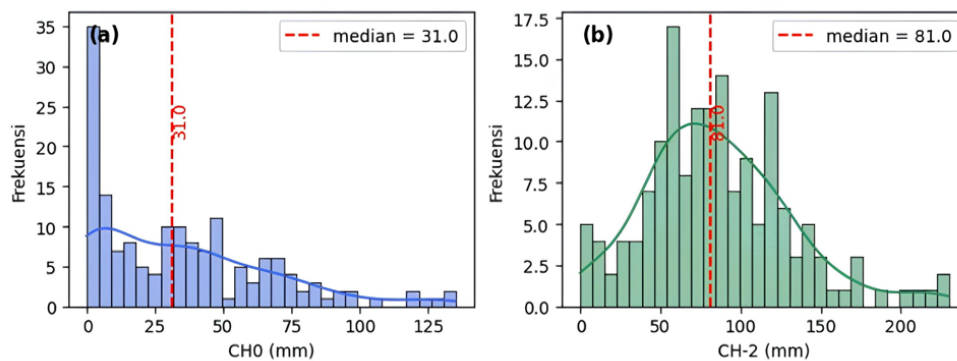 (a)
median = 31.0
31.0
Frekuensi
35
30
25
20
15
10
5
0
0 25 50 75 100 125
CH0 (mm)
(b)
median = 81.0
81.0
Frekuensi
17.5
15.0
12.5
10.0
7.5
5.0
2.5
0.0
0 50 100 150 200
CH-2 (mm)